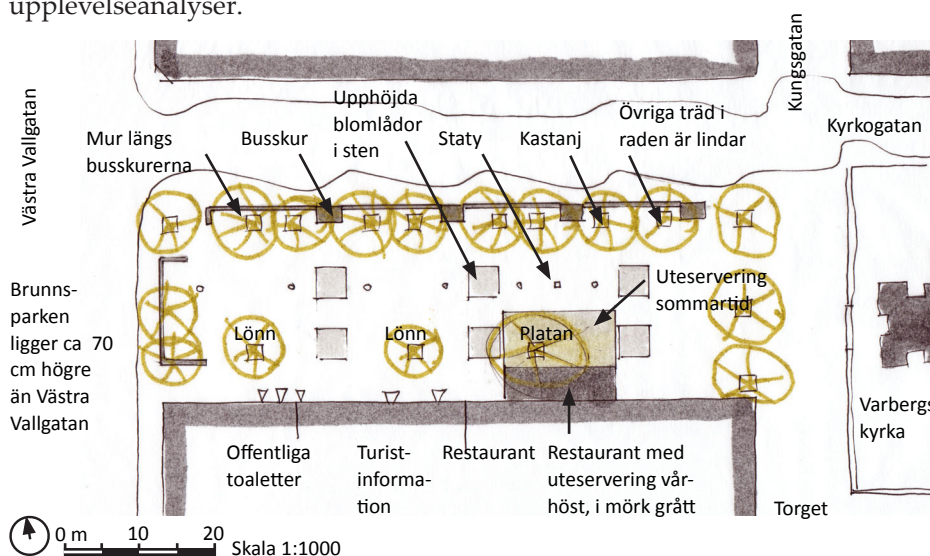 upplevelseanalyser.
Kungsgatan
Västra Vallgatan
Mur längs
busskurerna
Busskur
Upphöjda
blomlådor
i sten
Staty
Kastanj
Övriga träd i
raden är lindar
Kyrkogatan
Brunns-
parken
ligger ca 70
cm högre
än Västra
Vallgatan
Lönn
Lönn
Platan
Uteservering
sommartid
Varbergs
kyrka
Offentliga
toaletter
Turist-
informa-
tion
Restaurant
Restaurant med
uteservering vår-
höst, i mörk grått
Torget
0 m 10 20
Skala 1:1000